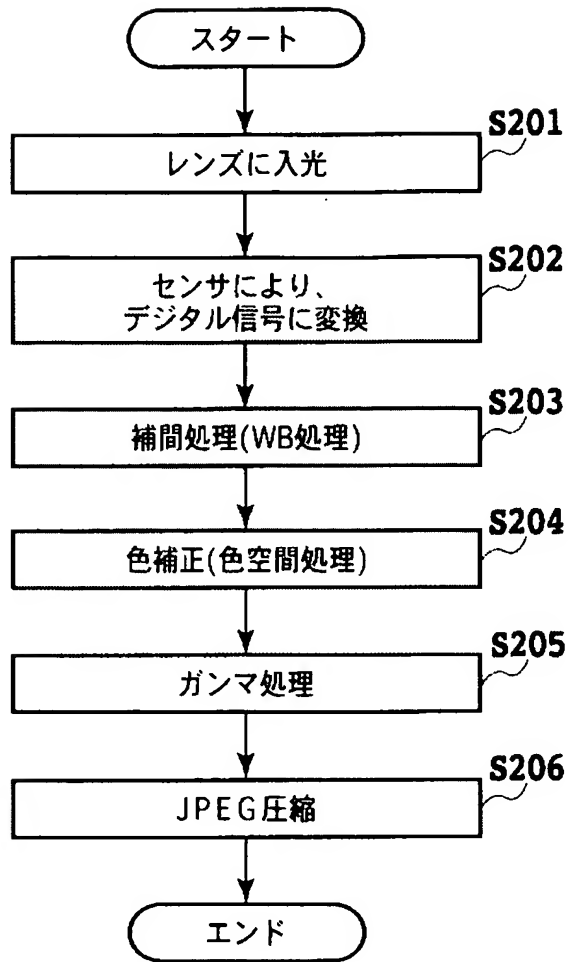 スタート
S201
レンズに入光
S202
センサにより、
デジタル信号に変換
S203
補間処理(WB処理)
S204
色補正(色空間処理)
S205
ガンマ処理
S206
JPEG圧縮
エンド